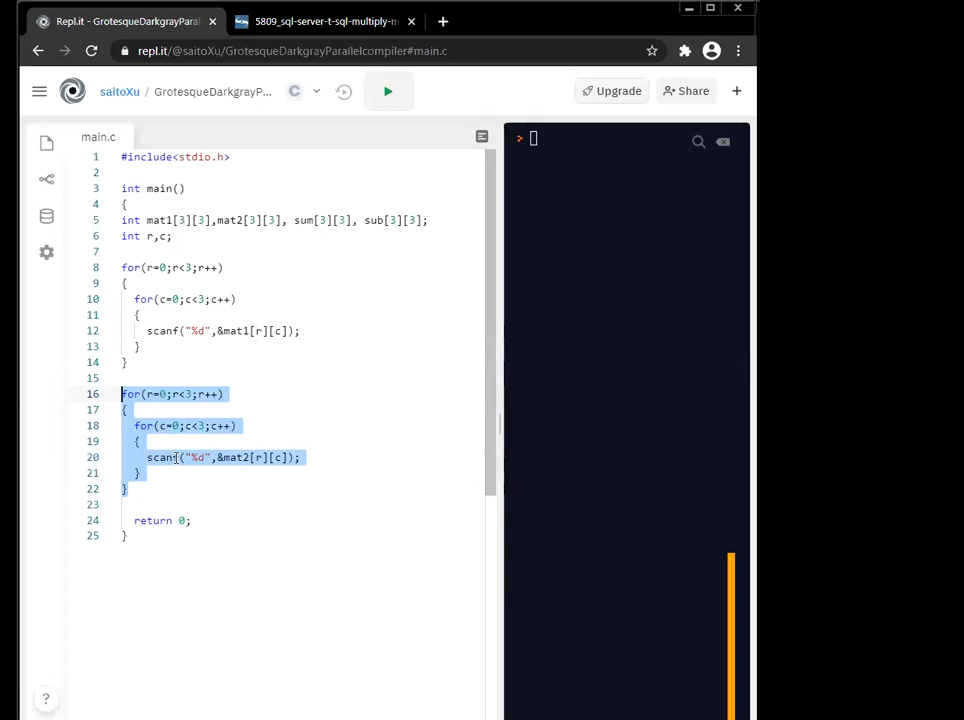 Repl.it - GrotesqueDarkgrayParal
5809_sql-server-t-sql-multiply-m
repl.it/@saitoXu/GrotesqueDarkgrayParallelcompiler#main.c
saitoXu / GrotesqueDarkgrayP...
C
Upgrade
Share
main.c
1 #include<stdio.h>
2
3 int main()
4 {
5 int mat1[3][3],mat2[3][3], sum[3][3], sub[3][3];
6 int r,c;
7
8 for(r=0;r<3;r++)
9 {
10 for(c=0;c<3;c++)
11 {
12 scanf("%d",&mat1[r][c]);
13 }
14 }
15
16 for(r=0;r<3;r++)
17 {
18 for(c=0;c<3;c++)
19 {
20 scanf("%d",&mat2[r][c]);
21 }
22 }
23
24 return 0;
25 }
?